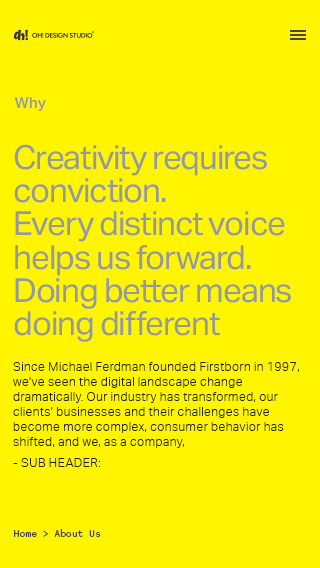 oh! OH! DESIGN STUDIO
Why
Creativity requires
conviction.
Every distinct voice
helps us forward.
Doing better means
doing different
Since Michael Ferdman founded Firstborn in 1997,
we've seen the digital landscape change
dramatically. Our industry has transformed, our
clients' businesses and their challenges have
become more complex, consumer behavior has
shifted, and we, as a company,
- SUB HEADER:
Home > About Us